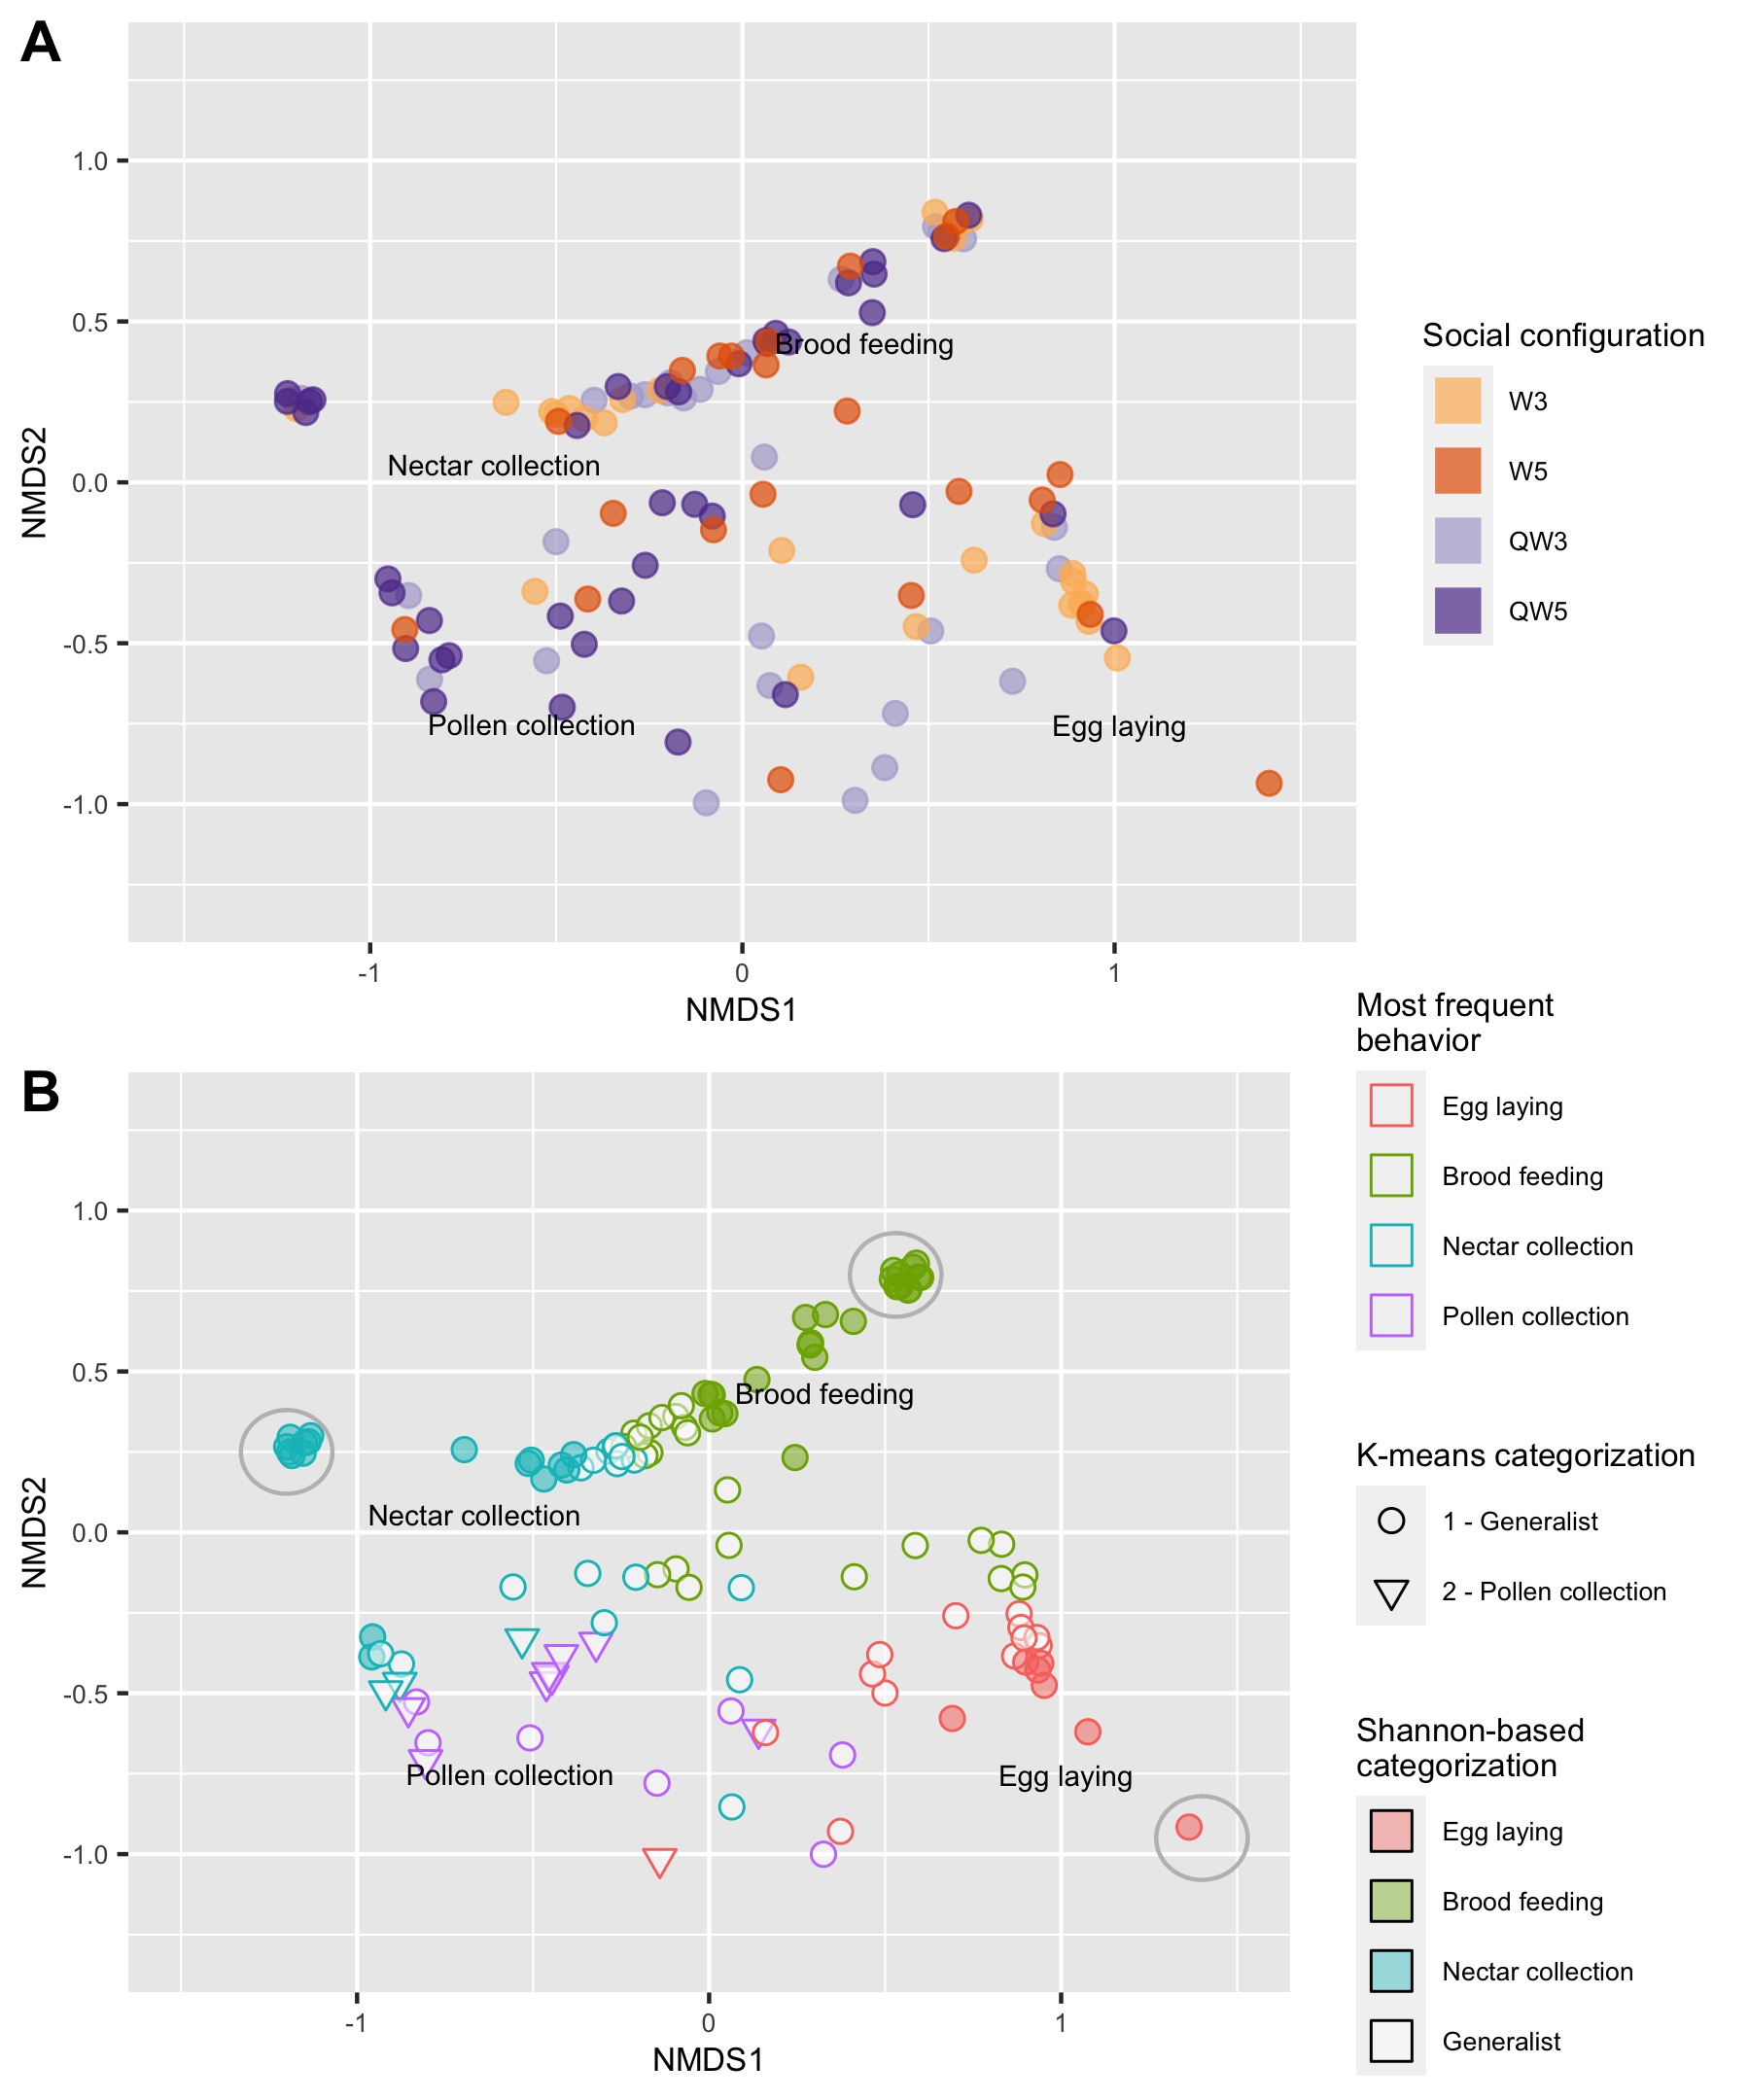 A
1.0
0.5
0.0
-0.5
-1.0
NMDS2
Brood feeding
Nectar collection
Pollen collection
Egg laying
-1
0
1
NMDS1
Social configuration
W3
W5
QW3
QW5
B
1.0
0.5
0.0
-0.5
-1.0
NMDS2
Brood feeding
Nectar collection
Pollen collection
Egg laying
-1
0
1
NMDS1
Most frequent
behavior
Egg laying
Brood feeding
Nectar collection
Pollen collection
K-means categorization
1 - Generalist
2 - Pollen collection
Shannon-based
categorization
Egg laying
Brood feeding
Nectar collection
Generalist